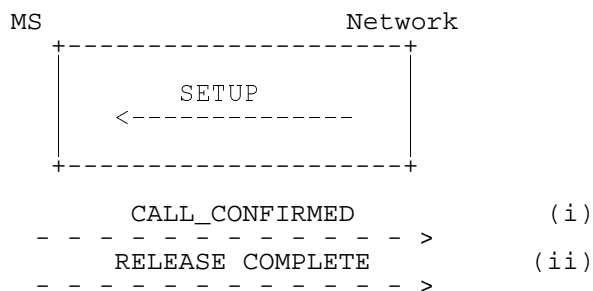 MS Network
SETUP
CALL_CONFIRMED (i)
RELEASE COMPLETE (ii)